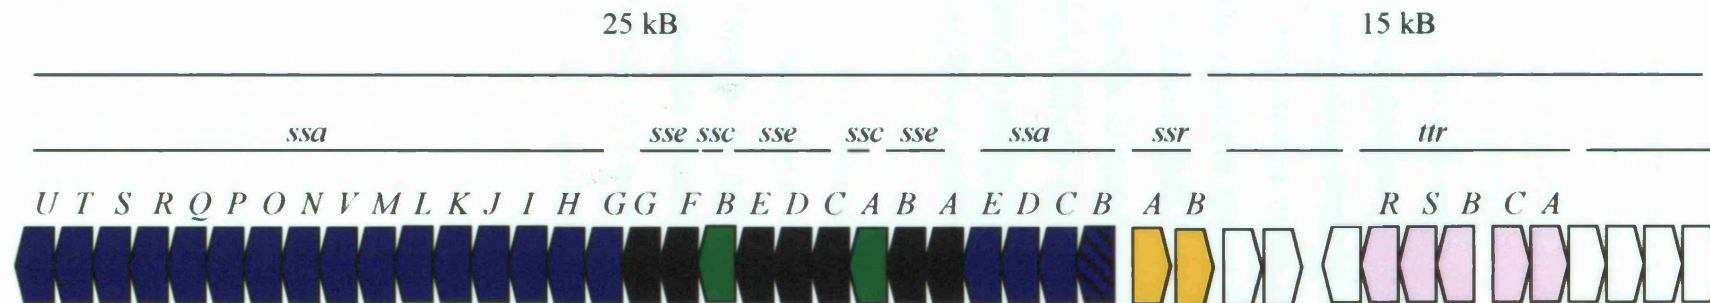 25 kB 15 kB
ssa sse ssc sse ssc sse ssa ssr ttr
U T S R Q P O N V M L K J I H G G F B E D C A B A E D C B A B R S B C A